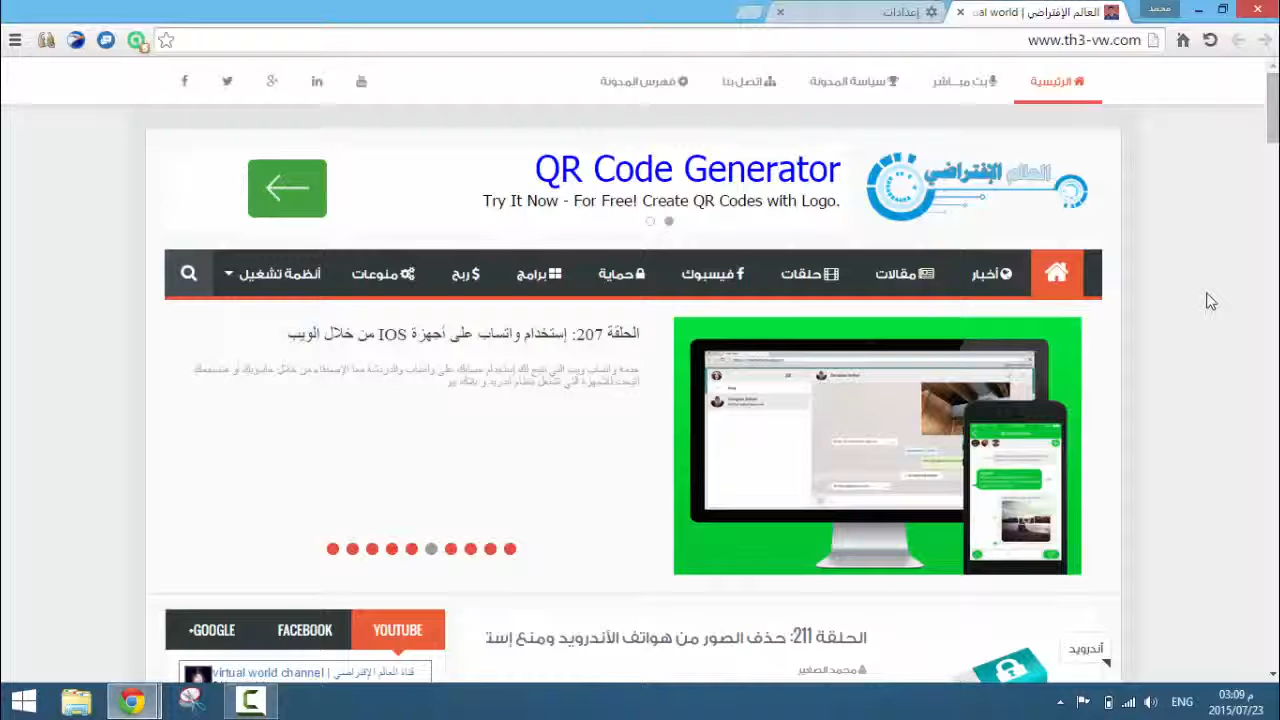 محمد
العالم الإفتراضي | ual world
إعدادات
www.th3-vw.com
الرئيسية
بث مبـــاشر
سياسة المدونة
اتصل بنا
فهرس المدونة
العالم الإفتراضي
QR Code Generator
Try It Now - For Free! Create QR Codes with Logo.
أخبار
مقالات
حلقات
فيسبوك
حماية
برامج
ربح
منوعات
أنظمة تشغيل
الحلقة 207: إستخدام واتساب على أجهزة IOS من خلال الويب
YOUTUBE
FACEBOOK
GOOGLE+
قناة العالم الإفتراضي | virtual world channel
الحلقة 211: حذف الصور من هواتف الأندرويد ومنع إست
محمد الصغير
أندرويد
ENG
03:09 م
2015/07/23